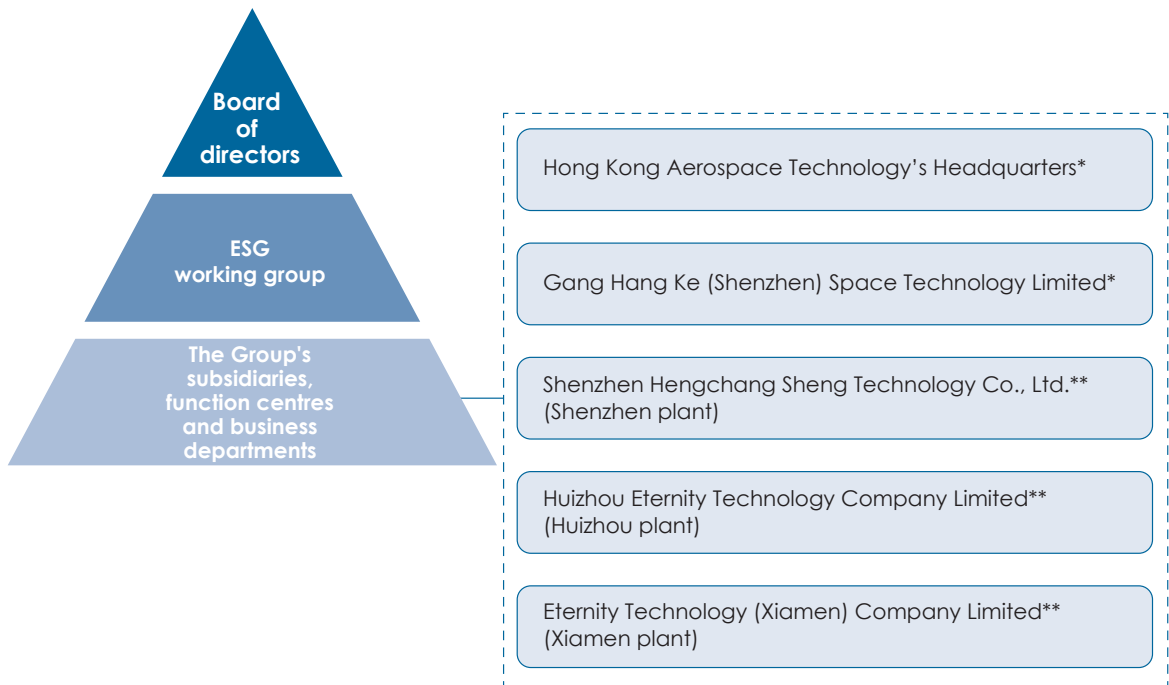 Board
of
directors
ESG
working group
The Group's
subsidiaries,
function centres
and business
departments
Hong Kong Aerospace Technology’s Headquarters*
Gang Hang Ke (Shenzhen) Space Technology Limited*
Shenzhen Hengchang Sheng Technology Co., Ltd.**
(Shenzhen plant)
Huizhou Eternity Technology Company Limited**
(Huizhou plant)
Eternity Technology (Xiamen) Company Limited**
(Xiamen plant)